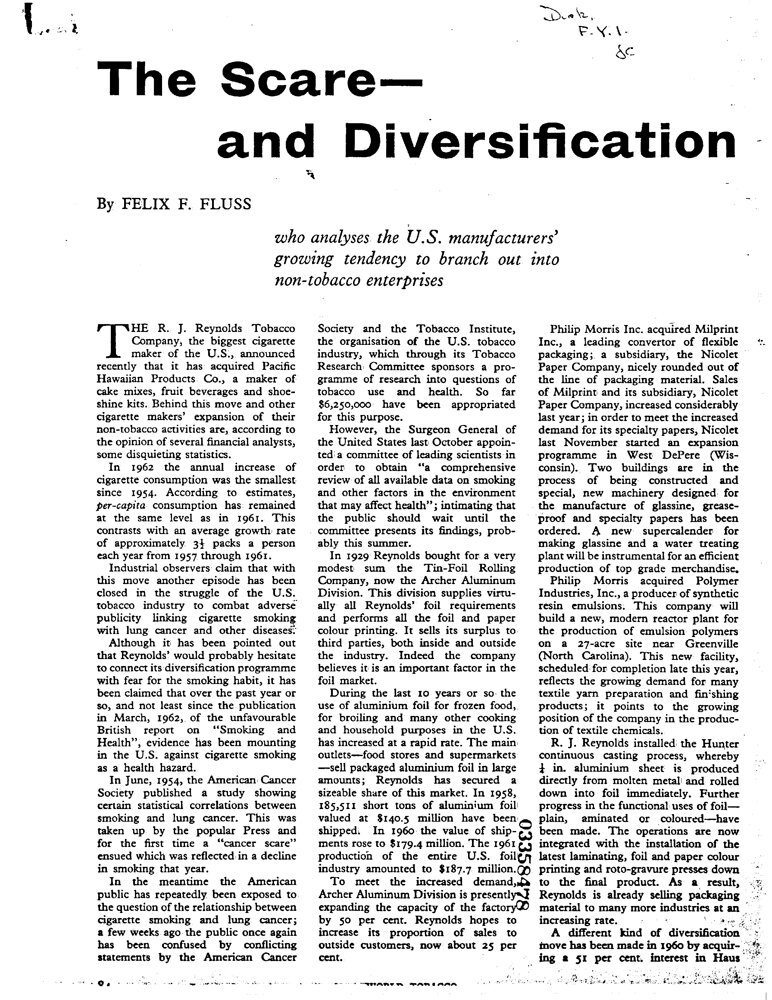 F.Y.I.
The Scare—
and Diversification
By FELIX F. FLUSS
who analyses the U.S. manufacturers'
growing tendency to branch out into
non-tobacco enterprises
THE R. J. Reynolds Tobacco
Company, the biggest cigarette
maker of the U.S., announced
recently that it has acquired Pacific
Hawaiian Products Co., a maker of
cake mixes, fruit beverages and shoe-
shine kits. Behind this move and other
cigarette makers' expansion of their
non-tobacco activities are, according to
the opinion of several financial analysts,
some disquieting statistics.
In 1962 the annual increase of
cigarette consumption was the smallest
since 1954. According to estimates,
per-capita consumption has remained
at the same level as in 1961. This
contrasts with an average growth rate
of approximately 3½ packs a person
each year from 1957 through 1961.
Industrial observers claim that with
this move another episode has been
closed in the struggle of the U.S.
tobacco industry to combat adverse
publicity linking cigarette smoking
with lung cancer and other diseases.
Although it has been pointed out
that Reynolds' would probably hesitate
to connect its diversification programme
with fear for the smoking habit, it has
been claimed that over the past year or
so, and not least since the publication
in March, 1962, of the unfavourable
British report on "Smoking and
Health", evidence has been mounting
in the U.S. against cigarette smoking
as a health hazard.
In June, 1954, the American Cancer
Society published a study showing
certain statistical correlations between
smoking and lung cancer. This was
taken up by the popular Press and
for the first time a "cancer scare"
ensued which was reflected in a decline
in smoking that year.
In the meantime the American
public has repeatedly been exposed to
the question of the relationship between
cigarette smoking and lung cancer;
a few weeks ago the public once again
has been confused by conflicting
statements by the American Cancer
Society and the Tobacco Institute,
the organisation of the U.S. tobacco
industry, which through its Tobacco
Research Committee sponsors a pro-
gramme of research into questions of
tobacco use and health. So far
$6,250,000 have been appropriated
for this purpose.
However, the Surgeon General of
the United States last October appoin-
ted a committee of leading scientists in
order to obtain "a comprehensive
review of all available data on smoking
and other factors in the environment
that may affect health"; intimating that
the public should wait until the
committee presents its findings, prob-
ably this summer.
In 1929 Reynolds bought for a very
modest sum the Tin-Foil Rolling
Company, now the Archer Aluminum
Division. This division supplies virtu-
ally all Reynolds' foil requirements
and performs all the foil and paper
colour printing. It sells its surplus to
third parties, both inside and outside
the industry. Indeed the company
believes it is an important factor in the
foil market.
During the last 10 years or so the
use of aluminium foil for frozen food,
for broiling and many other cooking
and household purposes in the U.S.
has increased at a rapid rate. The main
outlets—food stores and supermarkets
—sell packaged aluminium foil in large
amounts; Reynolds has secured a
sizeable share of this market. In 1958,
185,511 short tons of aluminium foil
valued at $140.5 million have been
shipped. In 1960 the value of ship-
ments rose to $179.4 million. The 1961
production of the entire U.S. foil
industry amounted to $187.7 million.
To meet the increased demand,
Archer Aluminum Division is presently
expanding the capacity of the factory
by 50 per cent. Reynolds hopes to
increase its proportion of sales to
outside customers, now about 25 per
cent.
Philip Morris Inc. acquired Milprint
Inc., a leading convertor of flexible
packaging; a subsidiary, the Nicolet
Paper Company, nicely rounded out of
the line of packaging material. Sales
of Milprint and its subsidiary, Nicolet
Paper Company, increased considerably
last year; in order to meet the increased
demand for its specialty papers, Nicolet
last November started an expansion
programme in West DePere (Wis-
consin). Two buildings are in the
process of being constructed and
special, new machinery designed for
the manufacture of glassine, grease-
proof and specialty papers has been
ordered. A new supercalender for
making glassine and a water treating
plant will be instrumental for an efficient
production of top grade merchandise.
Philip Morris acquired Polymer
Industries, Inc., a producer of synthetic
resin emulsions. This company will
build a new, modern reactor plant for
the production of emulsion polymers
on a 27-acre site near Greenville
(North Carolina). This new facility,
scheduled for completion late this year,
reflects the growing demand for many
textile yarn preparation and finishing
products; it points to the growing
position of the company in the produc-
tion of textile chemicals.
R. J. Reynolds installed the Hunter
continuous casting process, whereby
¼ in. aluminium sheet is produced
directly from molten metal and rolled
down into foil immediately. Further
progress in the functional uses of foil—
plain, aminated or coloured—have
been made. The operations are now
integrated with the installation of the
latest laminating, foil and paper colour
printing and roto-gravure presses down
to the final product. As a result,
Reynolds is already selling packaging
material to many more industries at an
increasing rate.
A different kind of diversification
move has been made in 1960 by acquir-
ing a 51 per cent. interest in Haus